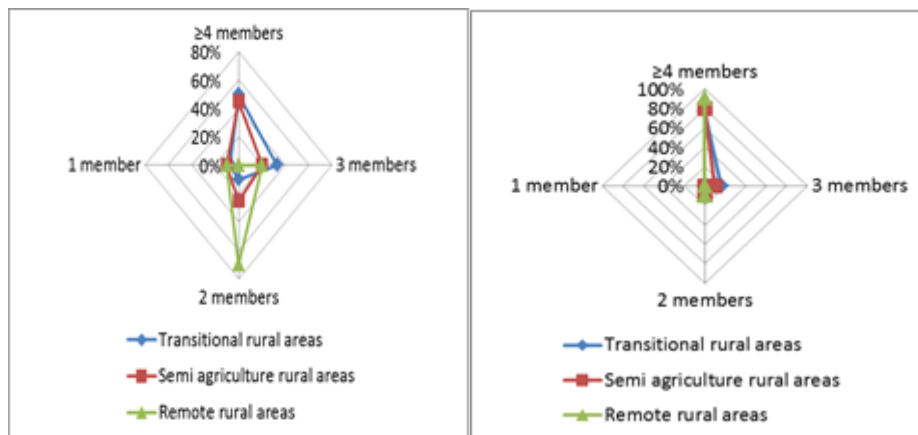 ≥4 members
80%
60%
40%
20%
0%
1 member
3 members
2 members
Transitional rural areas
Semi agriculture rural areas
Remote rural areas
≥4 members
100%
80%
60%
40%
20%
0%
1 member
3 members
2 members
Transitional rural areas
Semi agriculture rural areas
Remote rural areas